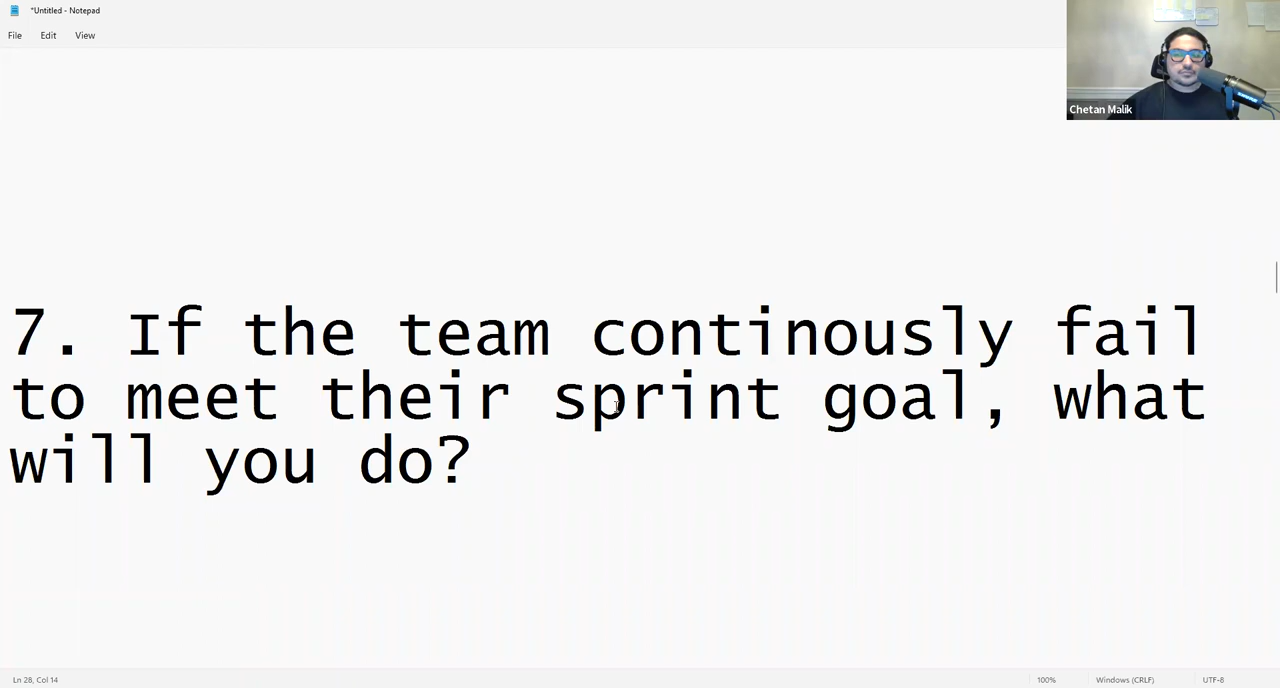 *Untitled - Notepad
File Edit View
Chetan Malik
7. If the team continously fail
to meet their sprint goal, what
will you do?
Ln 28, Col 14
100%
Windows (CRLF)
UTF-8